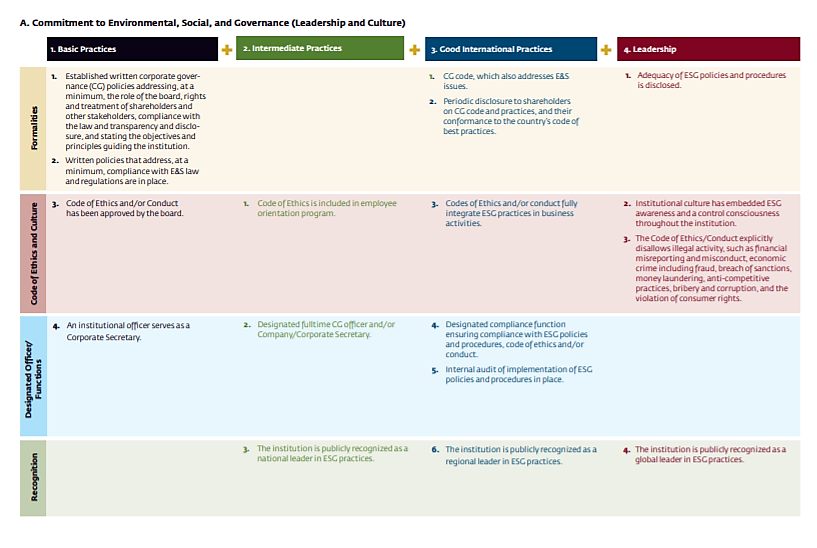 A. Commitment to Environmental, Social, and Governance (Leadership and Culture)
1. Basic Practices
+
2. Intermediate Practices
+
3. Good International Practices
+
4. Leadership
Formalities
1. Established written corporate gover-
nance (CG) policies addressing, at a
minimum, the role of the board, rights
and treatment of shareholders and
other stakeholders, compliance with
the law and transparency and disclo-
sure, and stating the objectives and
principles guiding the institution.
2. Written policies that address, at a
minimum, compliance with E&S law
and regulations are in place.
1. CG code, which also addresses E&S
issues.
2. Periodic disclosure to shareholders
on CG code and practices, and their
conformance to the country's code of
best practices.
1. Adequacy of ESG policies and procedures
is disclosed.
Code of Ethics and Culture
3. Code of Ethics and/or Conduct
has been approved by the board.
1. Code of Ethics is included in employee
orientation program.
3. Codes of Ethics and/or conduct fully
integrate ESG practices in business
activities.
2. Institutional culture has embedded ESG
awareness and a control consciousness
throughout the institution.
3. The Code of Ethics/Conduct explicitly
disallows illegal activity, such as financial
misreporting and misconduct, economic
crime including fraud, breach of sanctions,
money laundering, anti-competitive
practices, bribery and corruption, and the
violation of consumer rights.
Designated Officer/
Functions
4. An institutional officer serves as a
Corporate Secretary.
2. Designated fulltime CG officer and/or
Company/Corporate Secretary.
4. Designated compliance function
ensuring compliance with ESG policies
and procedures, code of ethics and/or
conduct.
5. Internal audit of implementation of ESG
policies and procedures in place.
Recognition
3. The institution is publicly recognized as a
national leader in ESG practices.
6. The institution is publicly recognized as a
regional leader in ESG practices.
4. The institution is publicly recognized as a
global leader in ESG practices.